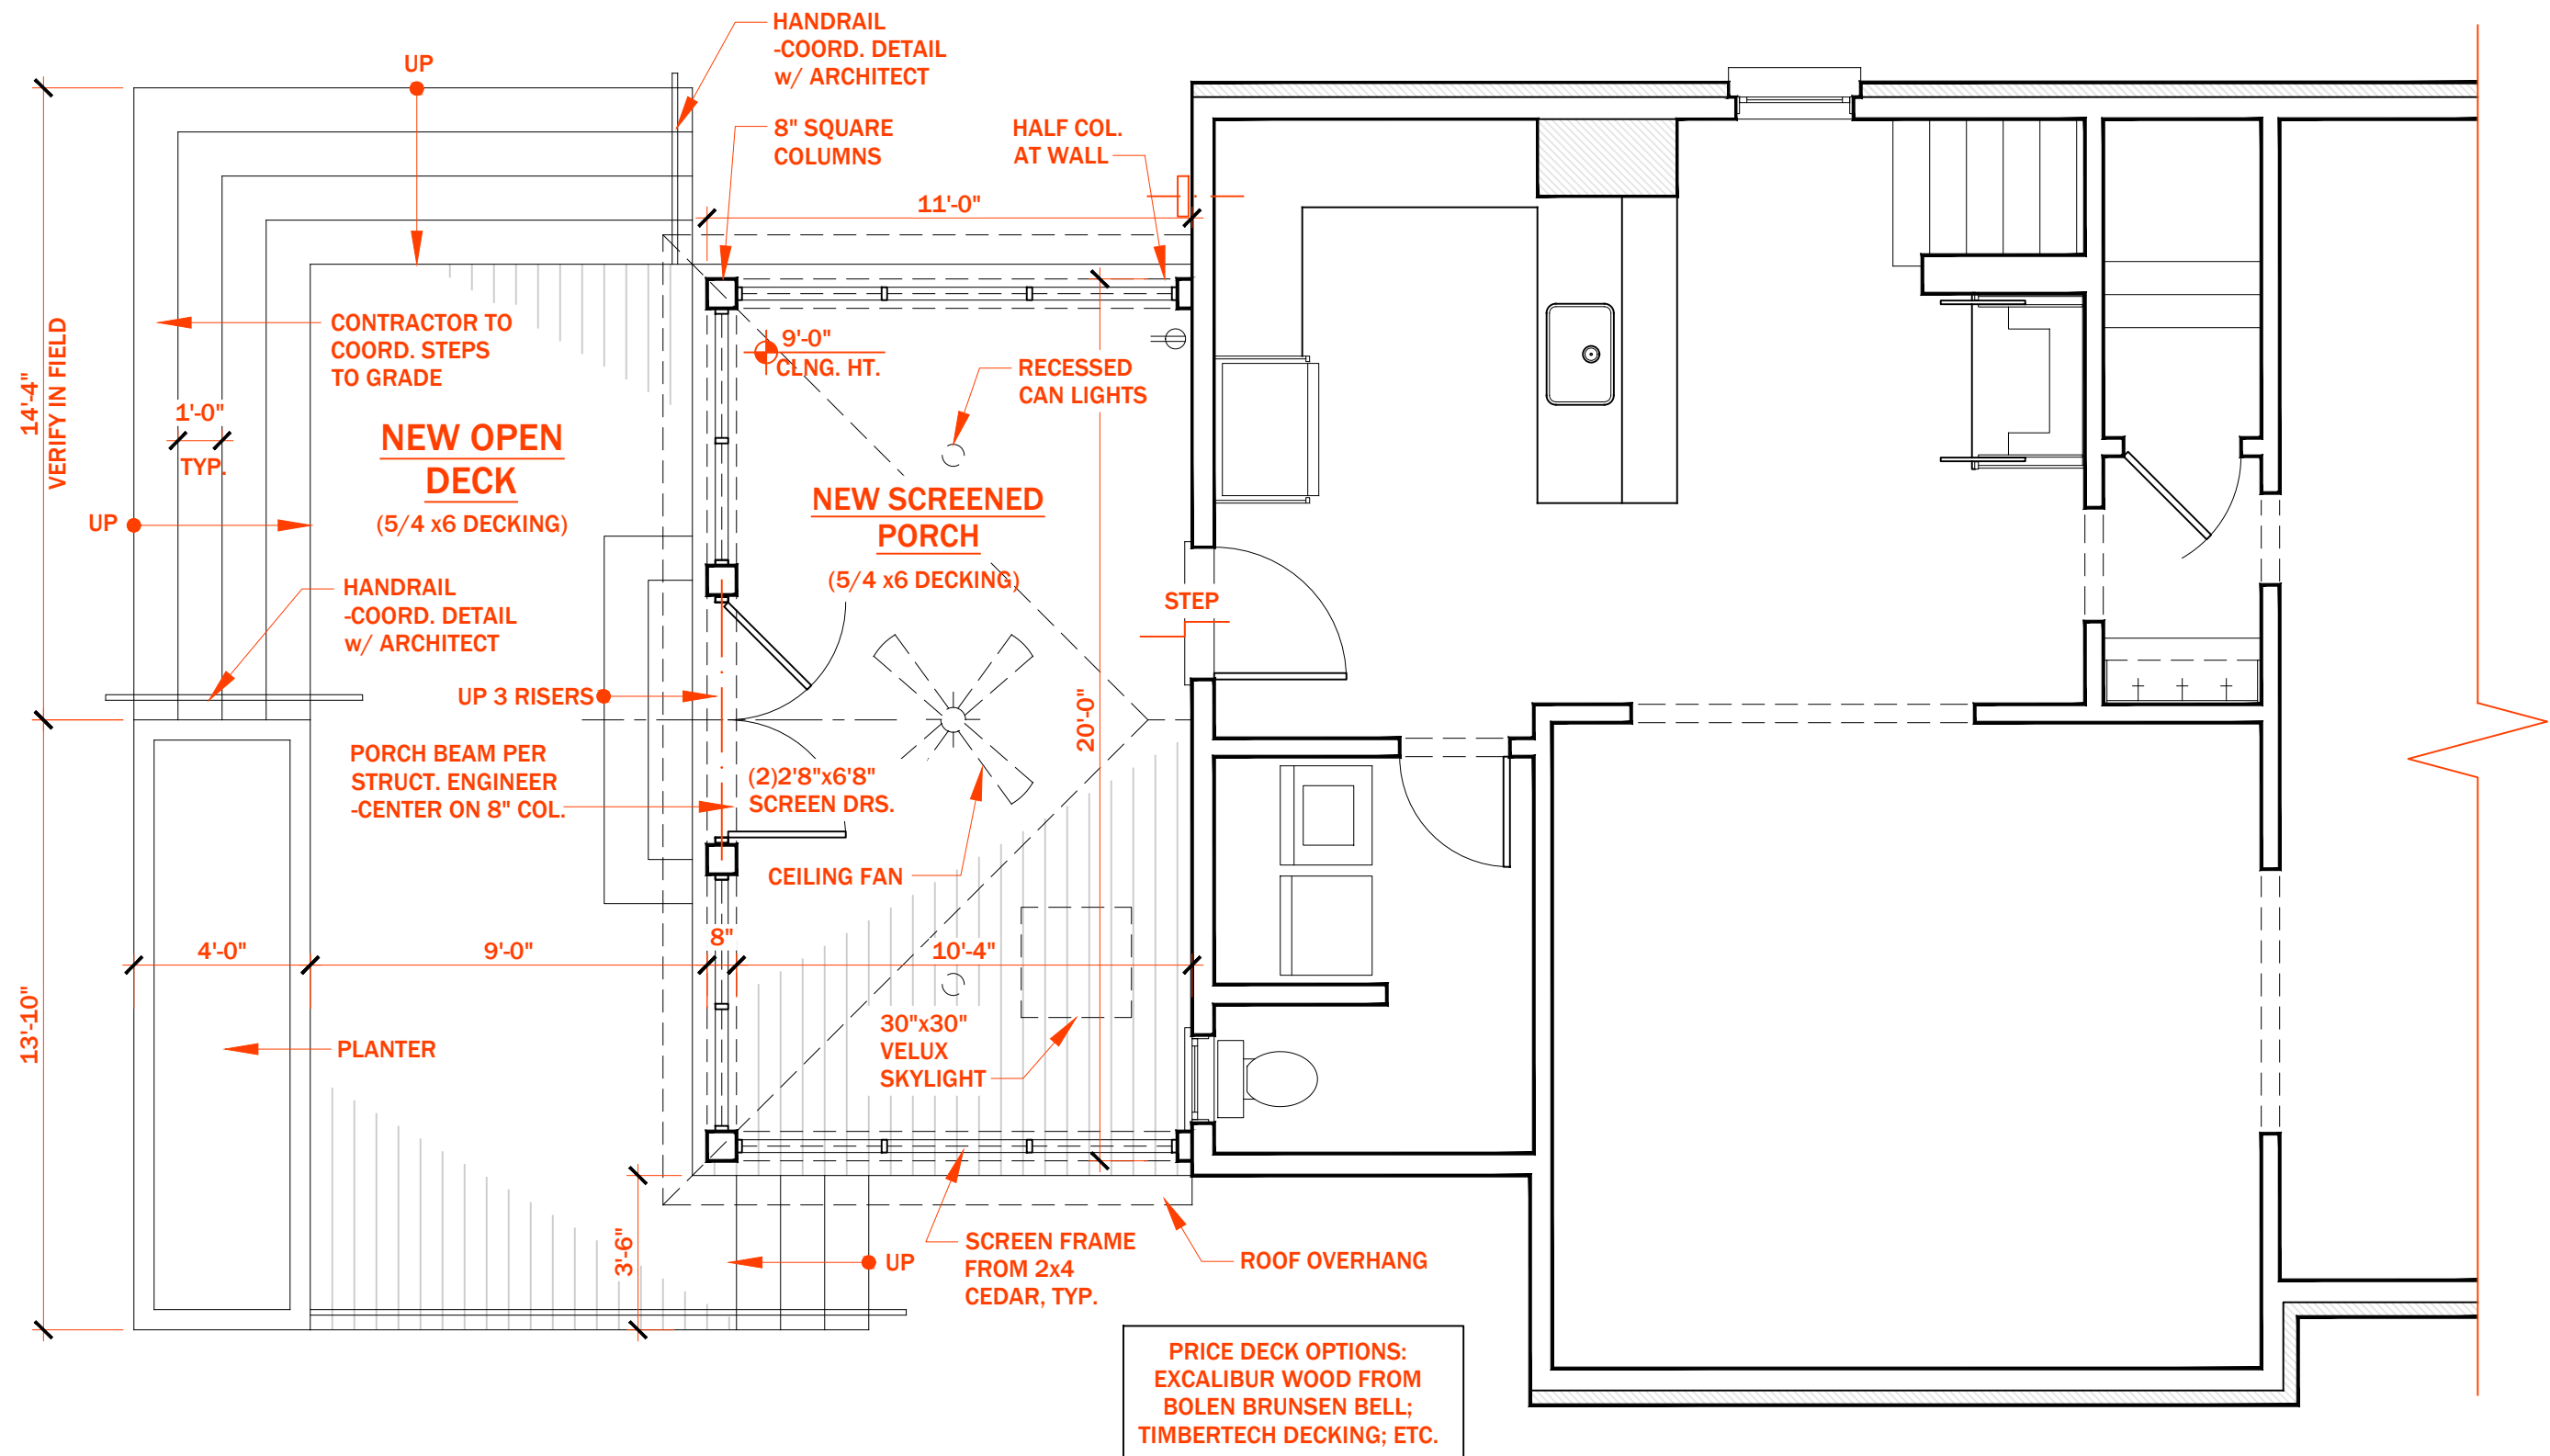 HANDRAIL
-COORD. DETAIL
w/ ARCHITECT
UP
8" SQUARE
COLUMNS
HALF COL.
AT WALL
11'-0"
CONTRACTOR TO
COORD. STEPS
TO GRADE
9'-0"
CLNG. HT.
RECESSED
CAN LIGHTS
14'-4"
VERIFY IN FIELD
1'-0"
TYP.
NEW OPEN
DECK
(5/4 x6 DECKING)
NEW SCREENED
PORCH
(5/4 x6 DECKING)
UP
HANDRAIL
-COORD. DETAIL
w/ ARCHITECT
STEP
UP 3 RISERS
20'-0"
PORCH BEAM PER
STRUCT. ENGINEER
-CENTER ON 8" COL.
(2)2'8"x6'8"
SCREEN DRS.
CEILING FAN
4'-0"
9'-0"
8"
10'-4"
13'-10"
PLANTER
30"x30"
VELUX
SKYLIGHT
3'-6"
UP
SCREEN FRAME
FROM 2x4
CEDAR, TYP.
ROOF OVERHANG
PRICE DECK OPTIONS:
EXCALIBUR WOOD FROM
BOLEN BRUNSEN BELL;
TIMBERTECH DECKING; ETC.